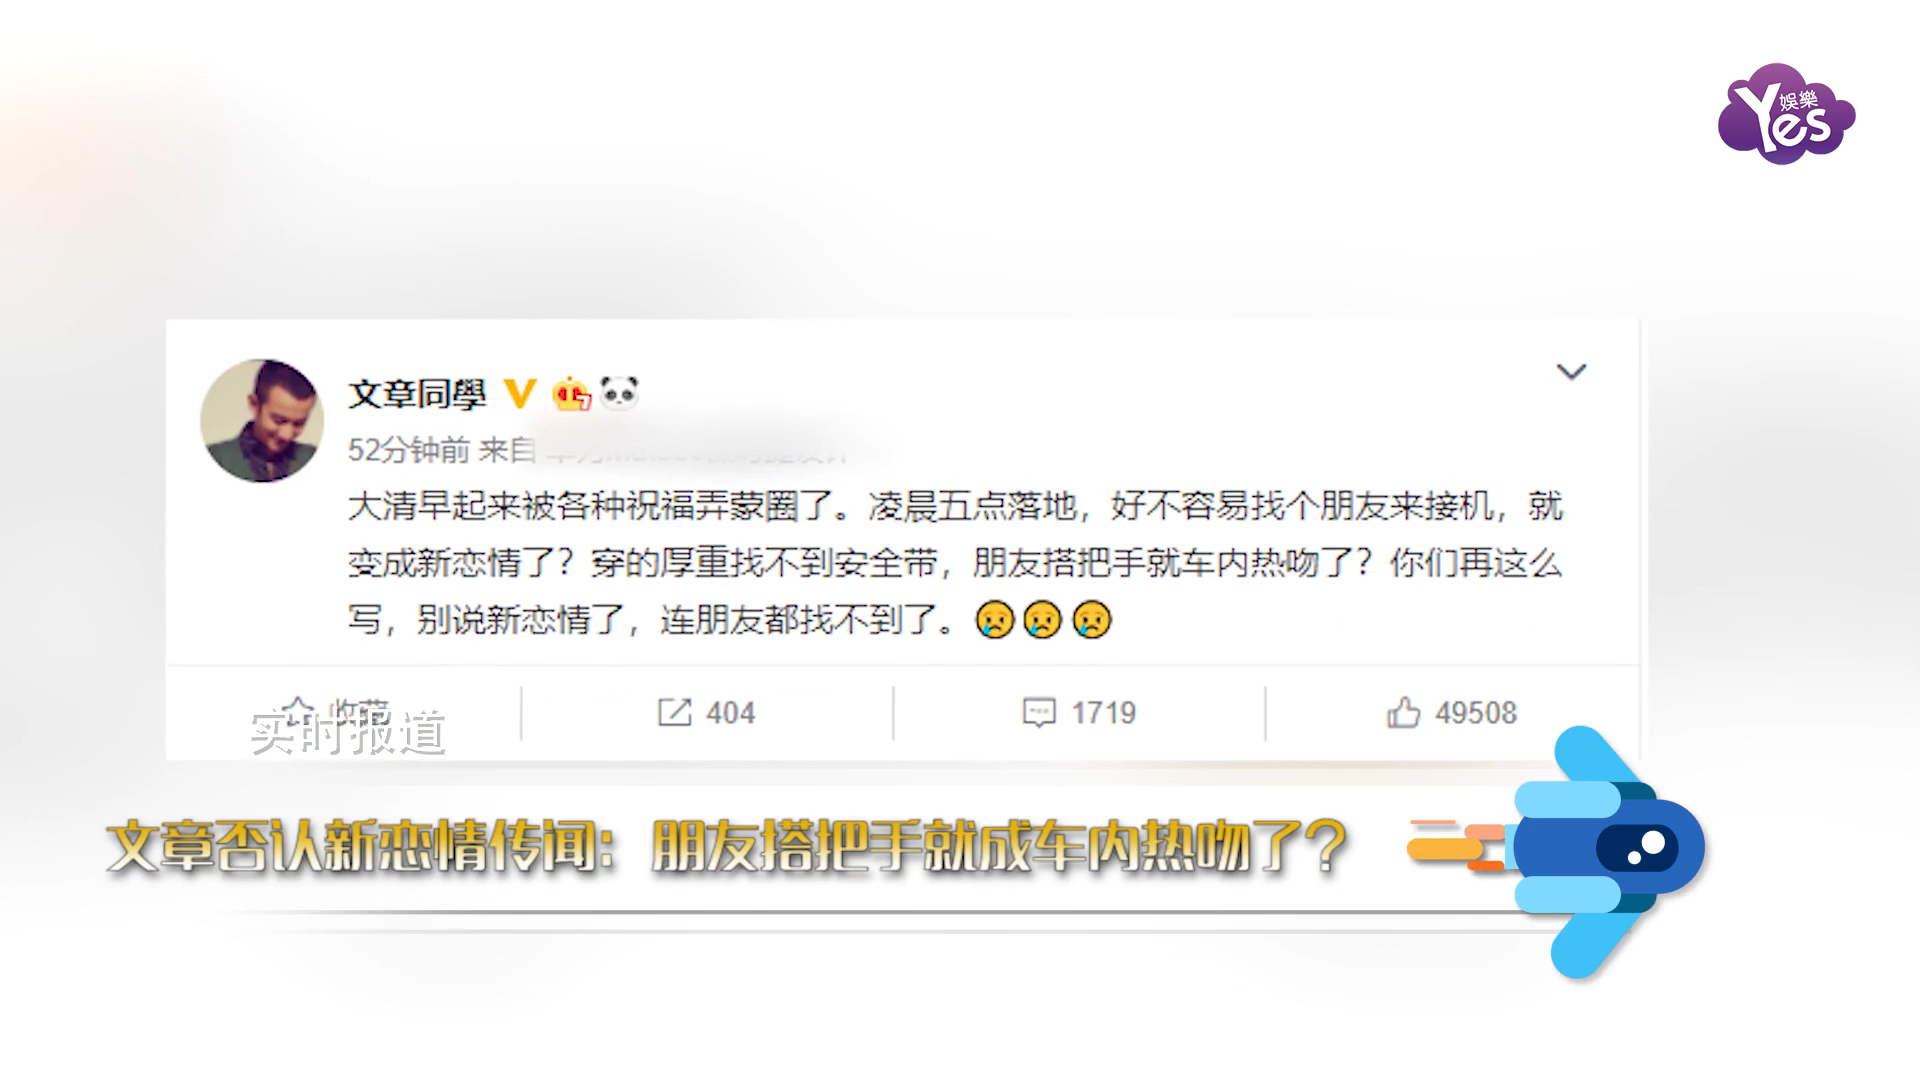 Yes 娛樂
文章同學
52分钟前 来自
大清早起来被各种祝福弄蒙圈了。凌晨五点落地，好不容易找个朋友来接机，就
变成新恋情了？穿的厚重找不到安全带，朋友搭把手就车内热吻了？你们再这么
写，别说新恋情了，连朋友都找不到了。
收藏 404 1719 49508
实时报道
文章否认新恋情传闻：朋友搭把手就成车内热吻了？